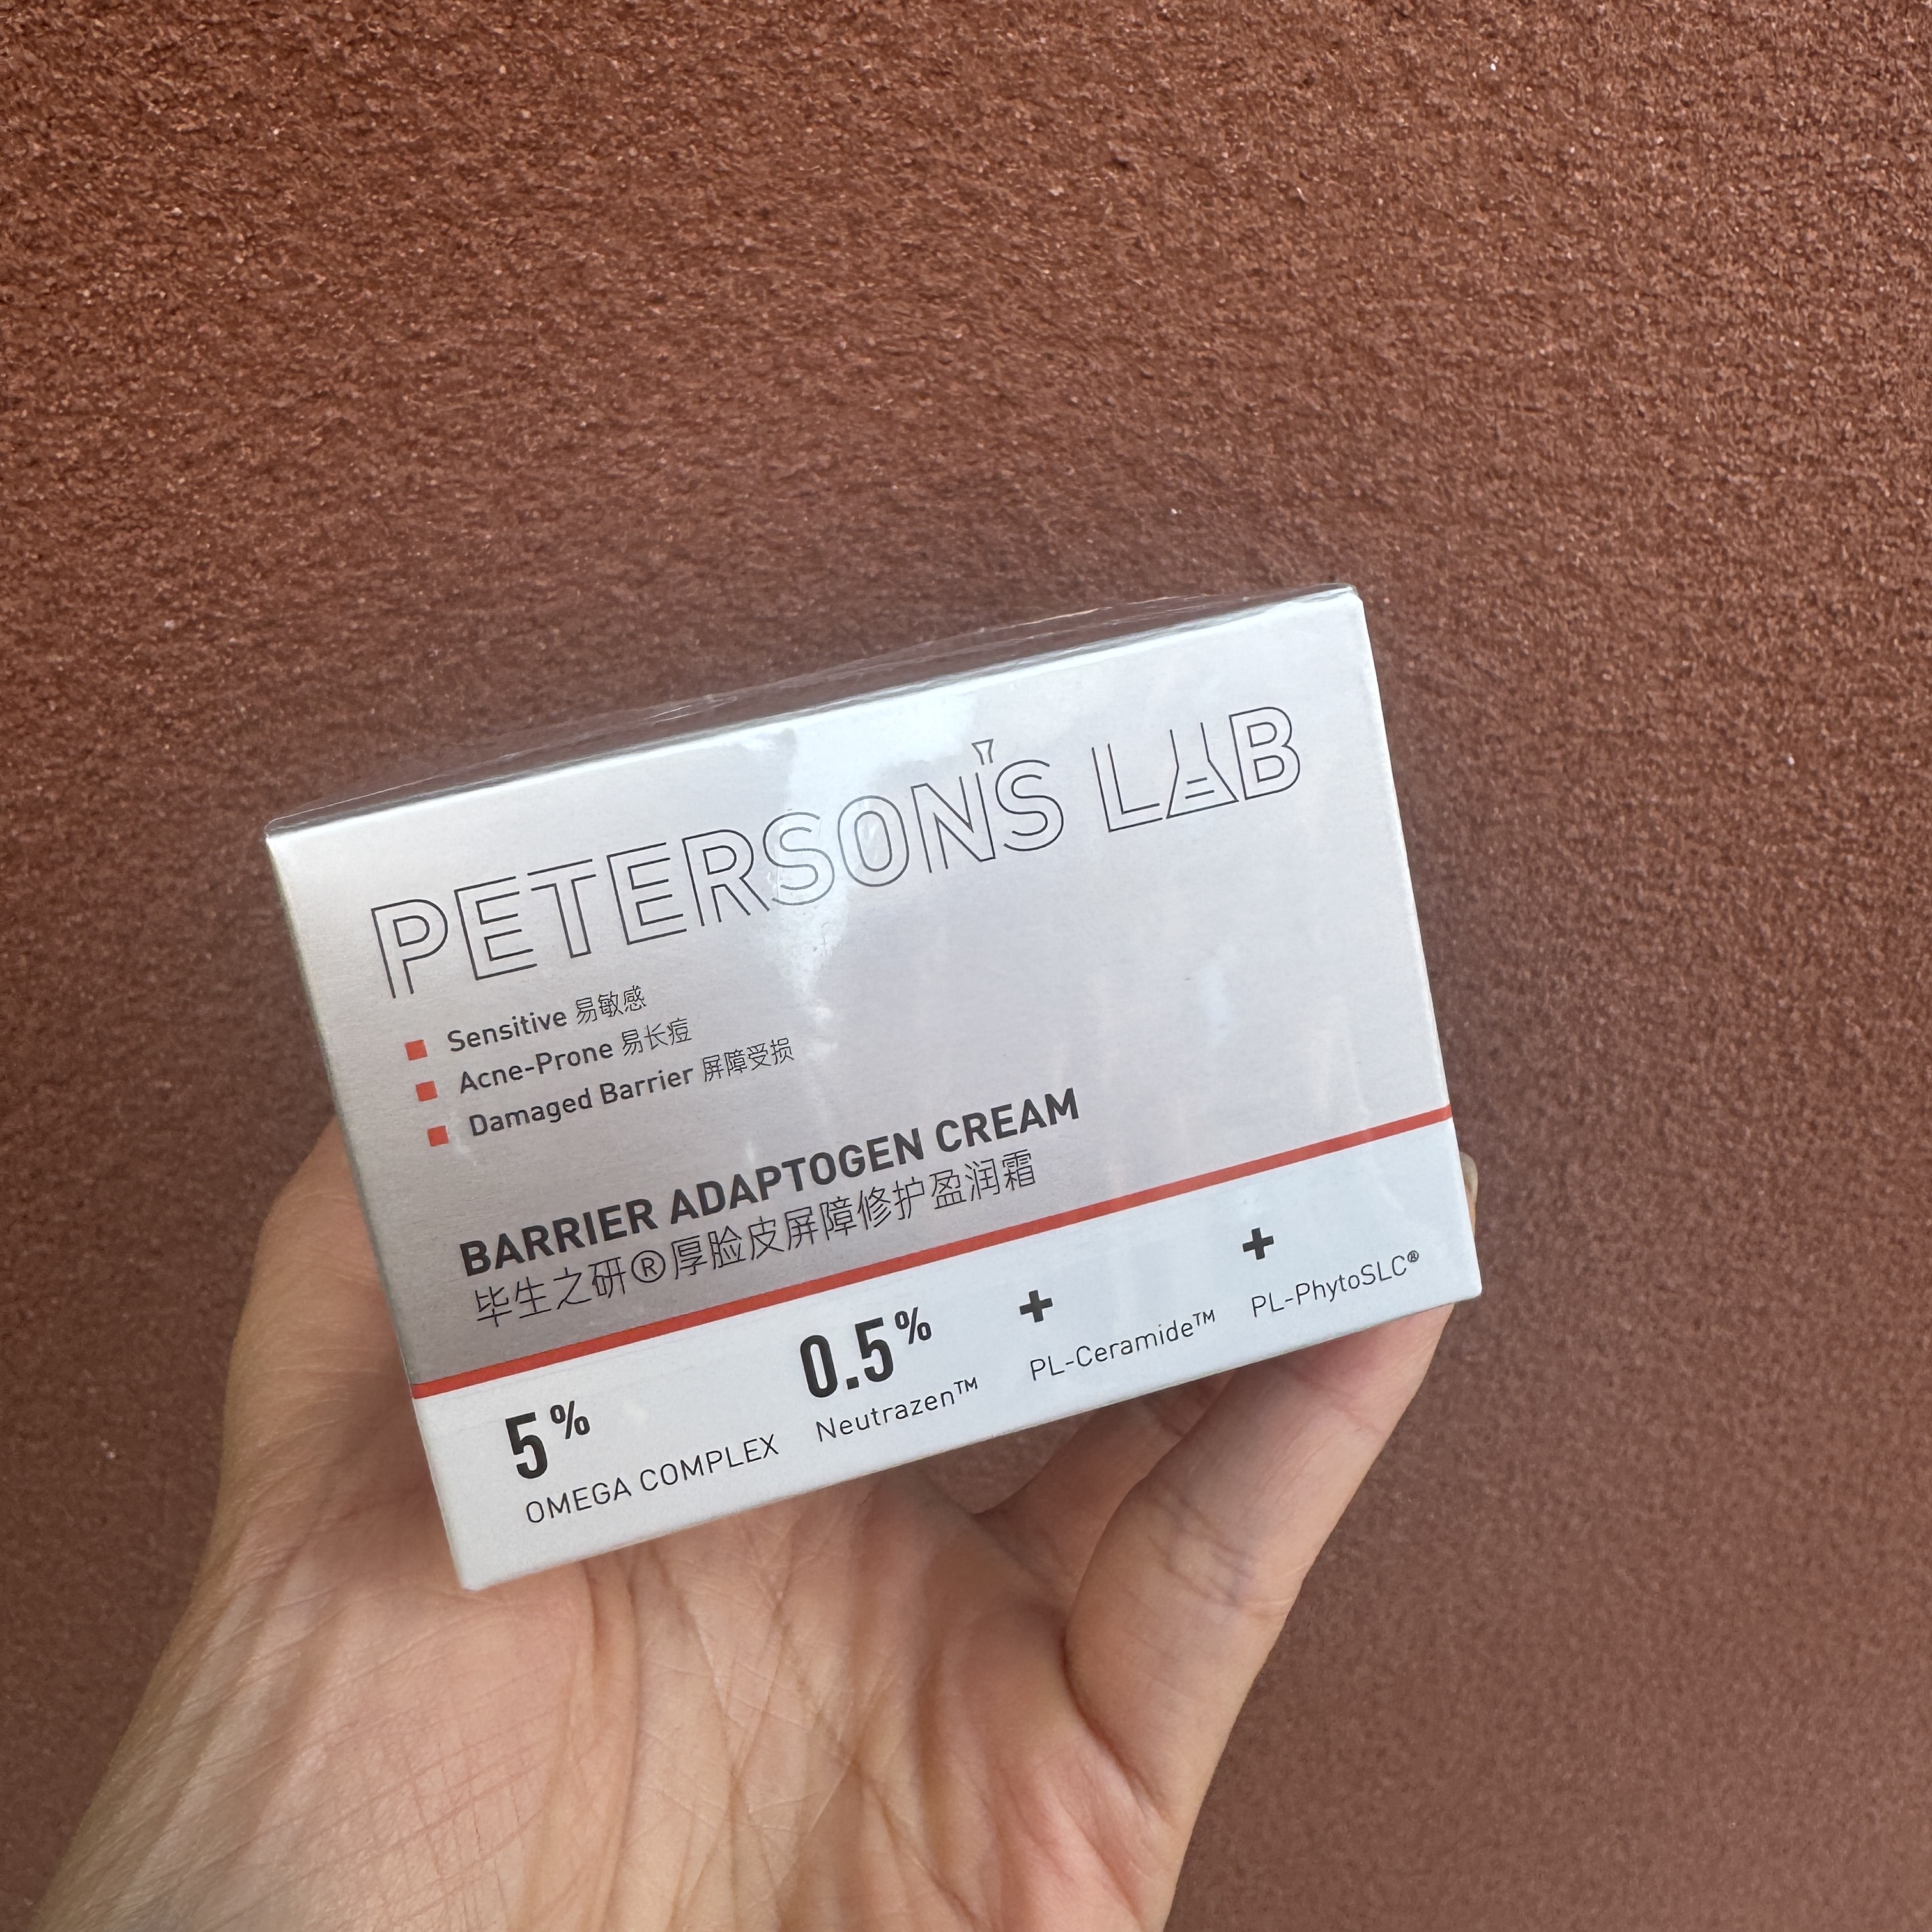 PETERSON'S LAB
Sensitive 易敏感
Acne-Prone 易长痘
Damaged Barrier 屏障受损
BARRIER ADAPTOGEN CREAM
毕生之研®厚脸皮屏障修护盈润霜
5% 0.5% + +
OMEGA COMPLEX Neutrazen™ PL-Ceramide™ PL-PhytoSLC®